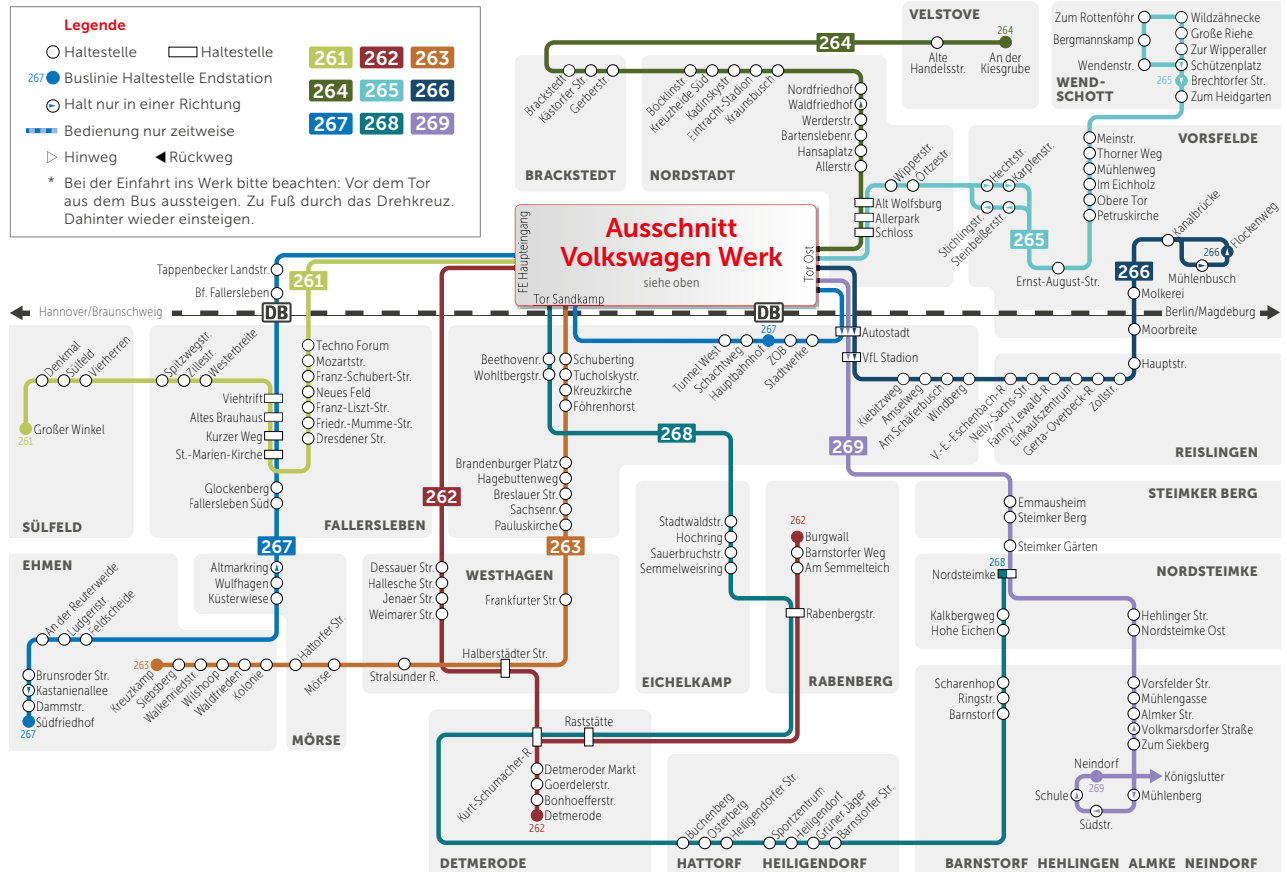 Legende
Haltestelle
Haltestelle
267 Buslinie Haltestelle Endstation
Halt nur in einer Richtung
Bedienung nur zeitweise
Hinweg
Rückweg
* Bei der Einfahrt ins Werk bitte beachten: Vor dem Tor
aus dem Bus aussteigen. Zu Fuß durch das Drehkreuz.
Dahinter wieder einsteigen.
261 262 263
264 265 266
267 268 269
264
VELSTOVE
264
Alte
Handelsstr.
An der
Kiesgrube
Zum Rottenföhr
Bergmannskamp
Wendenstr.
WEND-
SCHOTT
Wildzähnecke
Große Riehe
Zur Wipperaller
Schützenplatz
265
Brechtorfer Str.
Zum Heidgarten
VORSFELDE
Brackstedt
Kästorfer Str
Gerberstr.
BRACKSTEDT
Böcklinstr.
Kreuzheide Süd
Kadinskystr.
Eintracht-Stadion
Kraunsbusch
NORDSTADT
Nordfriedhof
Waldfriedhof
Werderstr.
Bartenslebenr.
Hansaplatz
Allerstr.
Alt Wolfsburg
Allerpark
Schloss
Wipperstr.
Ortzestr.
Hechtstr.
Karpfenstr.
Stichlingstr.
Steinbeißerstr.
265
Ernst-August-Str.
Meinstr.
Thorner Weg
Mühlenweg
Im Eichholz
Obere Tor
Petruskirche
Kanalbrücke
Flockenweg
266
Mühlenbusch
266
Molkerei
Berlin/Magdeburg
Moorbreite
Hauptstr.
Ausschnitt
Volkswagen Werk
siehe oben
FE Haupteingang
Tor Sandkamp
Tor Ost
Tappenbecker Landstr.
Bf. Fallersleben
261
DB
Hannover/Braunschweig
DB
267
Tunnel West
Schachtweg
Hauptbahnhof
ZOB
Stadtwerke
Autostadt
VfL Stadion
Kiebitzweg
Amselweg
Am Schäferbusch
Windberg
V.-E.-Eschenbach-R
Nelly-Sachs-Str
Fanny-Lewald-R
Einkaufszentrum
Gerta-Overbeck-R.
Zollstr.
REISLINGEN
Denkmal
Sülfeld
Vierherren
Spitzwegstr.
Zillestr.
Westerbreite
Großer Winkel
261
SÜLFELD
Viehtrift
Altes Brauhaus
Kurzer Weg
St.-Marien-Kirche
Glockenberg
Fallersleben Süd
Techno Forum
Mozartstr.
Franz-Schubert-Str.
Neues Feld
Franz-Liszt-Str.
Friedr.-Mumme-Str.
Dresdener Str.
FALLERSLEBEN
Beethovenr.
Wohltbergstr.
Schuberting
Tucholskystr.
Kreuzkirche
Föhrenhorst
268
269
Brandenburger Platz
Hagebuttenweg
Breslauer Str.
Sachsenr.
Pauluskirche
262
263
267
EHMEN
Altmarkring
Wulfhagen
Küsterwiese
An der Reuterweide
Ludgeristr.
Feldscheide
Brunsroder Str.
Kastanienallee
Dammstr.
Südfriedhof
267
263
Kreuzkamp
Siebsberg
Walkenriedstr.
Wilshoop
Waldfrieden
Kolonie
Hattorfer Str.
Mörse
MÖRSE
Stralsunder R.
Halberstädter Str.
WESTHAGEN
Dessauer Str.
Hallesche Str.
Jenaer Str.
Weimarer Str.
Frankfurter Str.
Stadtwaldstr.
Hochring
Sauerbruchstr.
Semmelweisring
EICHELKAMP
262
Burgwall
Barnstorfer Weg
Am Semmelteich
Rabenbergstr.
RABENBERG
STEIMKER BERG
Emmausheim
Steimker Berg
Steimker Gärten
268
Nordsteimke
NORDSTEIMKE
Kalkbergweg
Hohe Eichen
Hehlinger Str.
Nordsteimke Ost
Scharenhop
Ringstr.
Barnstorf
Vorsfelder Str.
Mühlengasse
Almker Str.
Volkmarsdorfer Straße
Zum Siekberg
Neindorf
269
Königslutter
Schule
Südstr.
Mühlenberg
Raststätte
Kurt-Schumacher-R.
Detmeroder Markt
Goerdelerstr.
Bonhoefferstr.
Detmerode
262
DETMERODE
Buchenberg
Osterberg
Heiligendorfer Str.
Sportzentrum
Heiligendorf
Grüner Jäger
Barnstorfer Str.
HATTORF
HEILIGENDORF
BARNSTORF
HEHLINGEN
ALMKE
NEINDORF